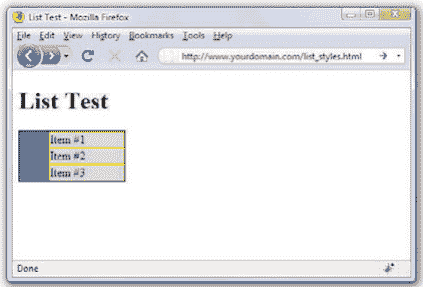 List Test - Mozilla Firefox
File Edit View History Bookmarks Tools Help
http://www.yourdomain.com/list_styles.html
List Test
Item #1
Item #2
Item #3
Done